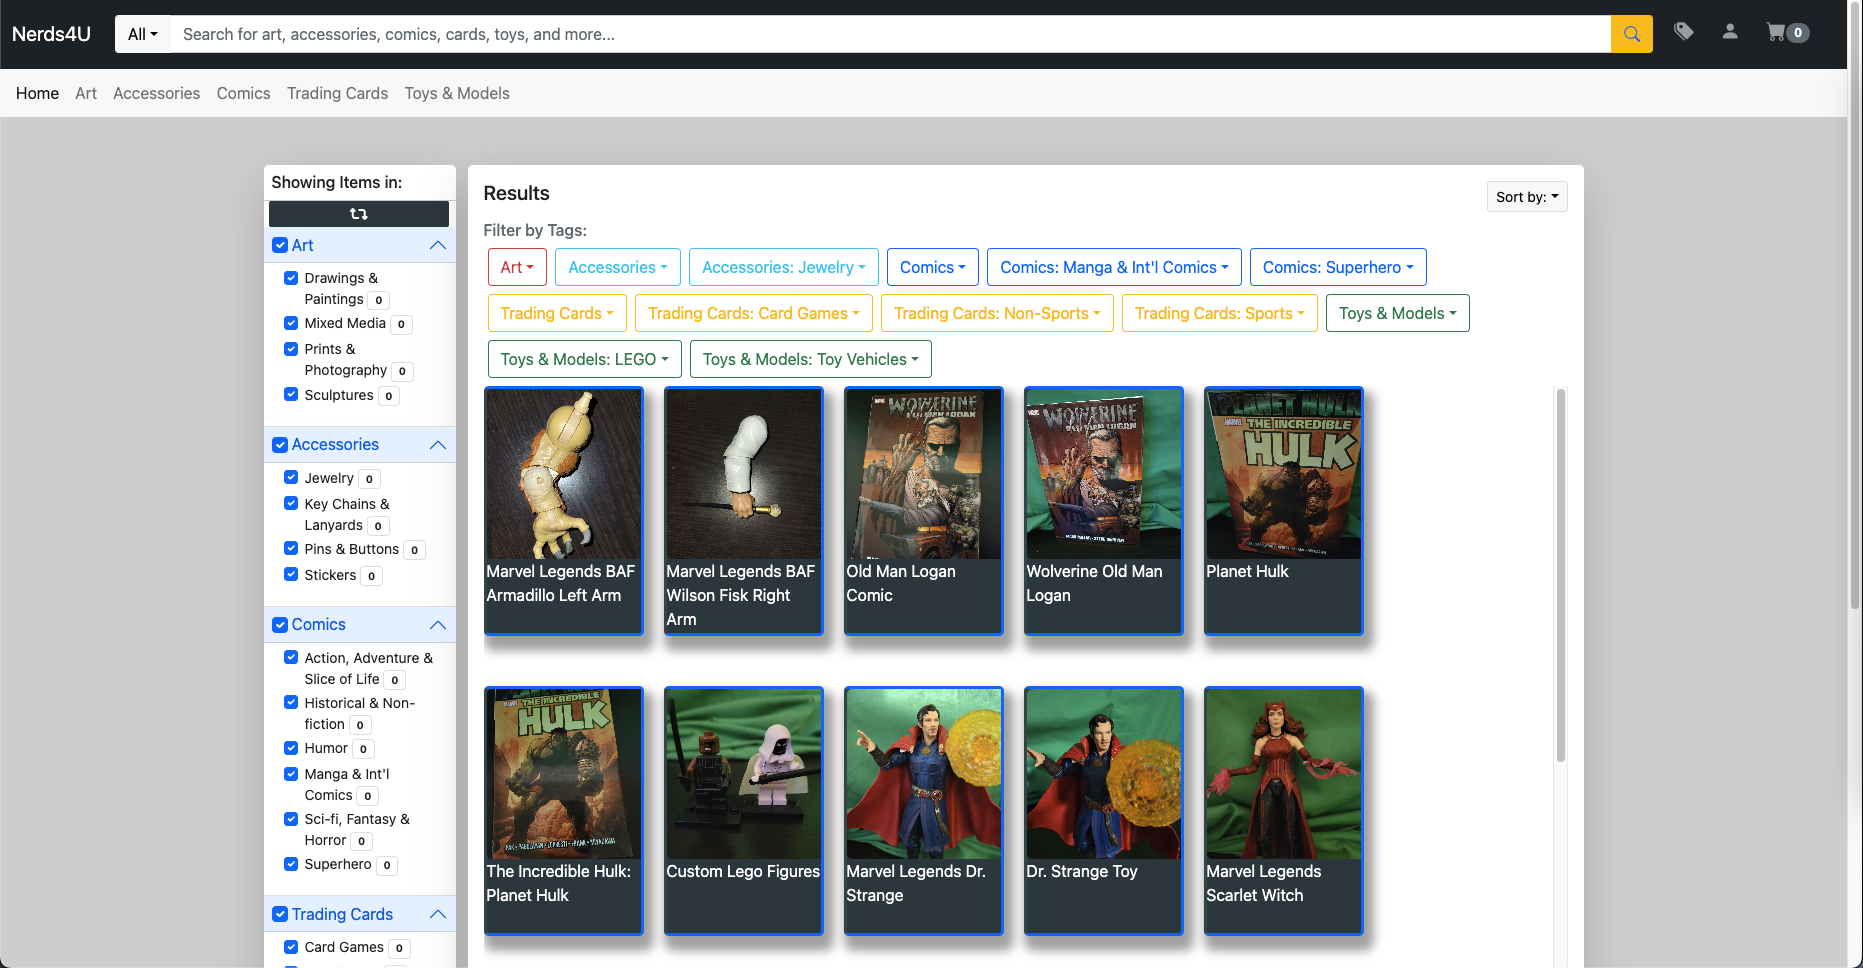 Nerds4U
All
Search for art, accessories, comics, cards, toys, and more...
0
Home Art Accessories Comics Trading Cards Toys & Models
Showing Items in:
Art
Drawings &
Paintings 0
Mixed Media 0
Prints &
Photography 0
Sculptures 0
Accessories
Jewelry 0
Key Chains &
Lanyards 0
Pins & Buttons 0
Stickers 0
Comics
Action, Adventure &
Slice of Life 0
Historical & Non-
fiction 0
Humor 0
Manga & Int'l
Comics 0
Sci-fi, Fantasy &
Horror 0
Superhero 0
Trading Cards
Card Games 0
Results
Sort by:
Filter by Tags:
Art Accessories Accessories: Jewelry Comics Comics: Manga & Int'l Comics Comics: Superhero
Trading Cards Trading Cards: Card Games Trading Cards: Non-Sports Trading Cards: Sports Toys & Models
Toys & Models: LEGO Toys & Models: Toy Vehicles
WOLVERINE
OLD MAN LOGAN
WOLVERINE
OLD MAN LOGAN
PLANET HULK
MARVEL THE INCREDIBLE
HULK
Marvel Legends BAF
Armadillo Left Arm
Marvel Legends BAF
Wilson Fisk Right
Arm
Old Man Logan
Comic
Wolverine Old Man
Logan
Planet Hulk
THE INCREDIBLE
HULK
The Incredible Hulk:
Planet Hulk
Custom Lego Figures
Marvel Legends Dr.
Strange
Dr. Strange Toy
Marvel Legends
Scarlet Witch